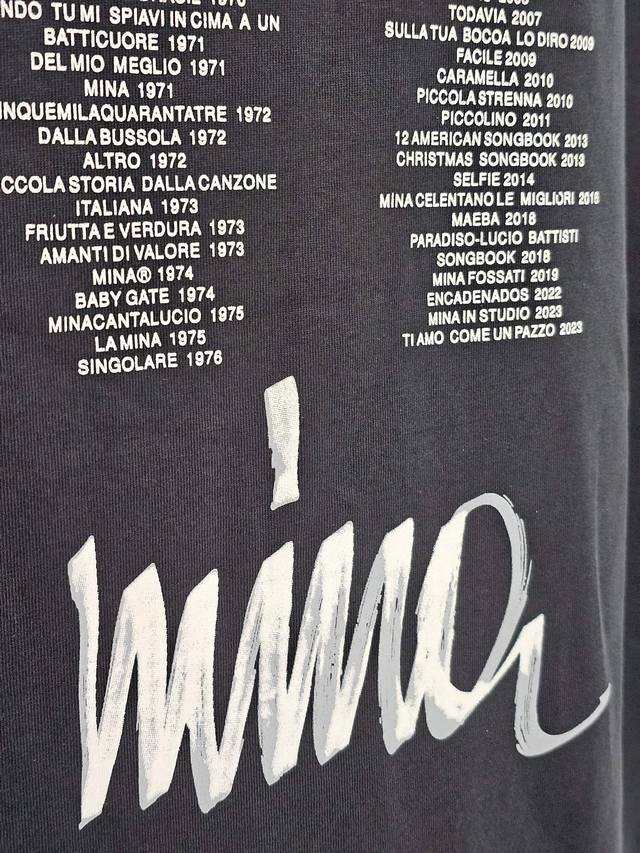 1970
NDO TU MI SPIAVI IN CIMA A UN
BATTICUORE 1971
DEL MIO MEGLIO 1971
MINA 1971
INQUEMILAQUARANTATRE 1972
DALLA BUSSOLA 1972
ALTRO 1972
CCOLA STORIA DALLA CANZONE
ITALIANA 1973
FRIUTTA E VERDURA 1973
AMANTI DI VALORE 1973
MINA® 1974
BABY GATE 1974
MINACANTALUCIO 1975
LA MINA 1975
SINGOLARE 1976
TODAVIA 2007
SULLA TUA BOCOA LO DIRO 2009
FACILE 2009
CARAMELLA 2010
PICCOLA STRENNA 2010
PICCOLINO 2011
12 AMERICAN SONGBOOK 2013
CHRISTMAS SONGBOOK 2013
SELFIE 2014
MINA CELENTANO LE MIGLIORI 2016
MAEBA 2018
PARADISO-LUCIO BATTISTI
SONGBOOK 2018
MINA FOSSATI 2019
ENCADENADOS 2022
MINA IN STUDIO 2023
TI AMO COME UN PAZZO 2023
mina